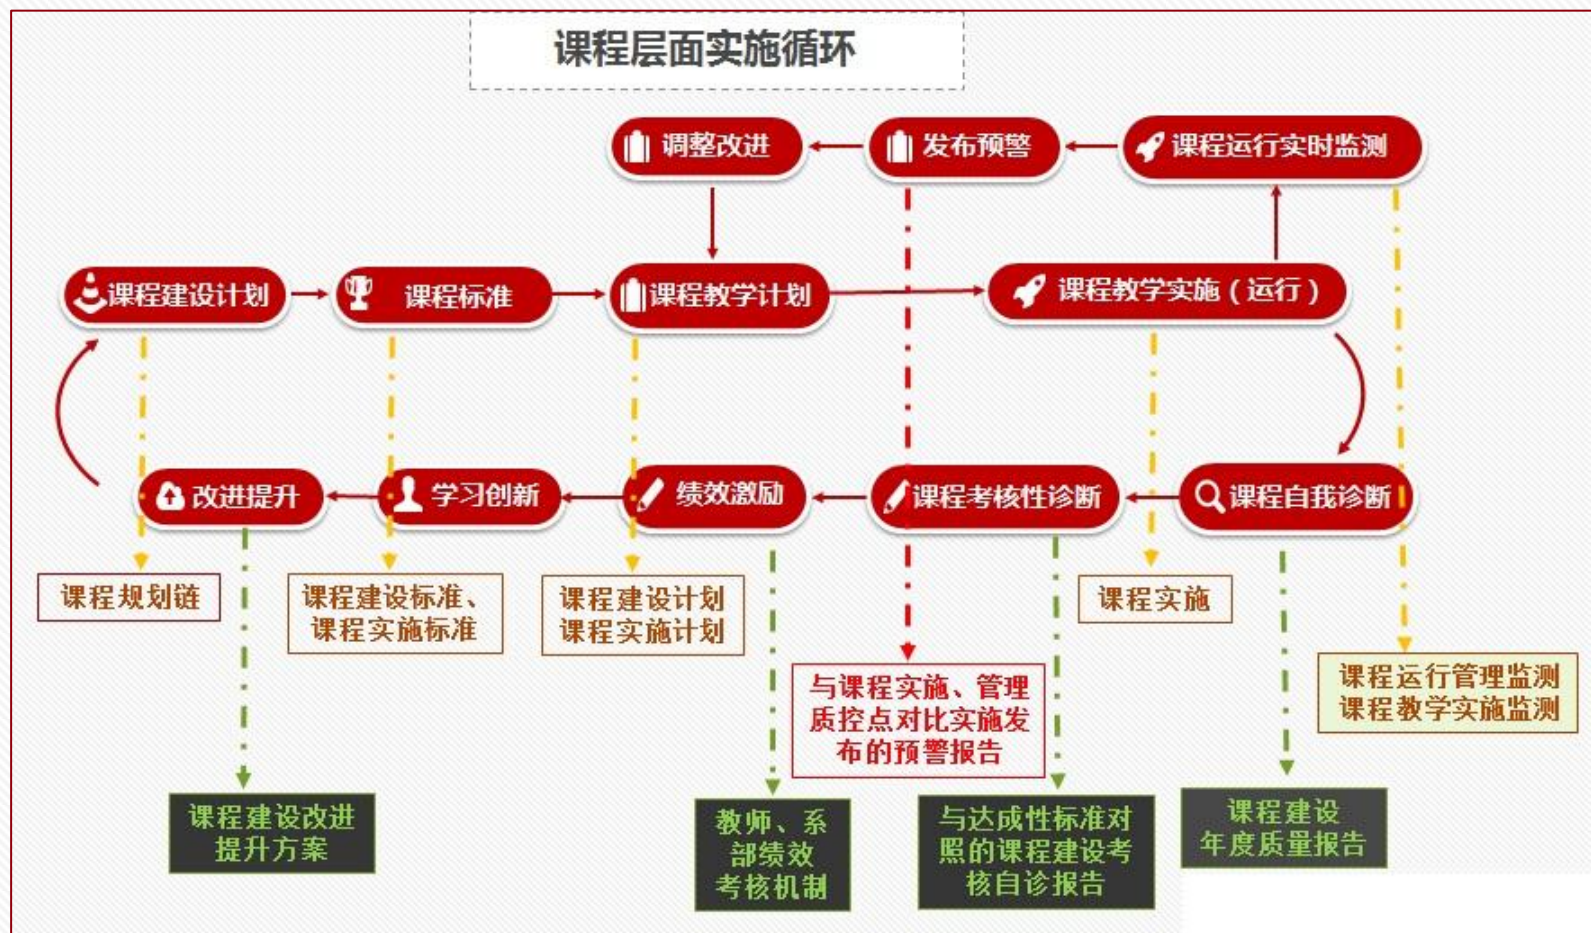 课程层面实施循环
调整改进
发布预警
课程运行实时监测
课程建设计划
课程标准
课程教学计划
课程教学实施（运行）
改进提升
学习创新
绩效激励
课程考核性诊断
课程自我诊断
课程规划链
课程建设标准、
课程实施标准
课程建设计划
课程实施计划
课程实施
与课程实施、管理
质控点对比实施发
布的预警报告
课程运行管理监测
课程教学实施监测
课程建设改进
提升方案
教师、系
部绩效
考核机制
与达成性标准对
照的课程建设考
核自诊报告
课程建设
年度质量报告